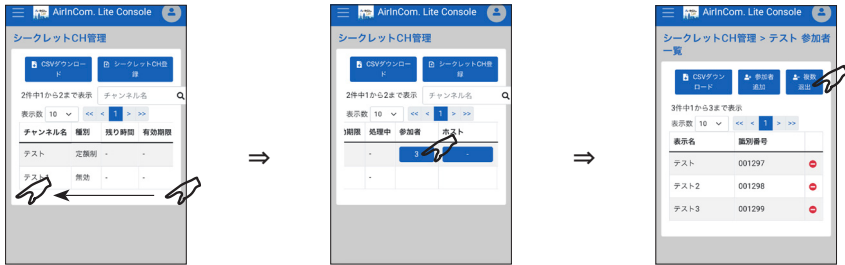 AirInCom. Lite Console
シークレットCH管理
CSVダウンロー
ド
シークレットCH登
録
2件中1から2まで表示
チャンネル名
表示数 10 << < 1 > >>
チャンネル名 種別 残り時間 有効期限
テスト 定額制 - -
無効 - -
⇒
AirInCom. Lite Console
シークレットCH管理
CSVダウンロー
ド
シークレットCH登
録
2件中1から2まで表示
チャンネル名
表示数 10 << < 1 > >>
期限 処理中 参加者 ホスト
- 3 -
-
⇒
AirInCom. Lite Console
シークレットCH管理 > テスト 参加者
一覧
CSVダウン
ロード
参加者
追加
複数
退出
3件中1から3まで表示
表示数 10 << < 1 > >>
表示名 識別番号
テスト 001297
テスト2 001298
テスト3 001299